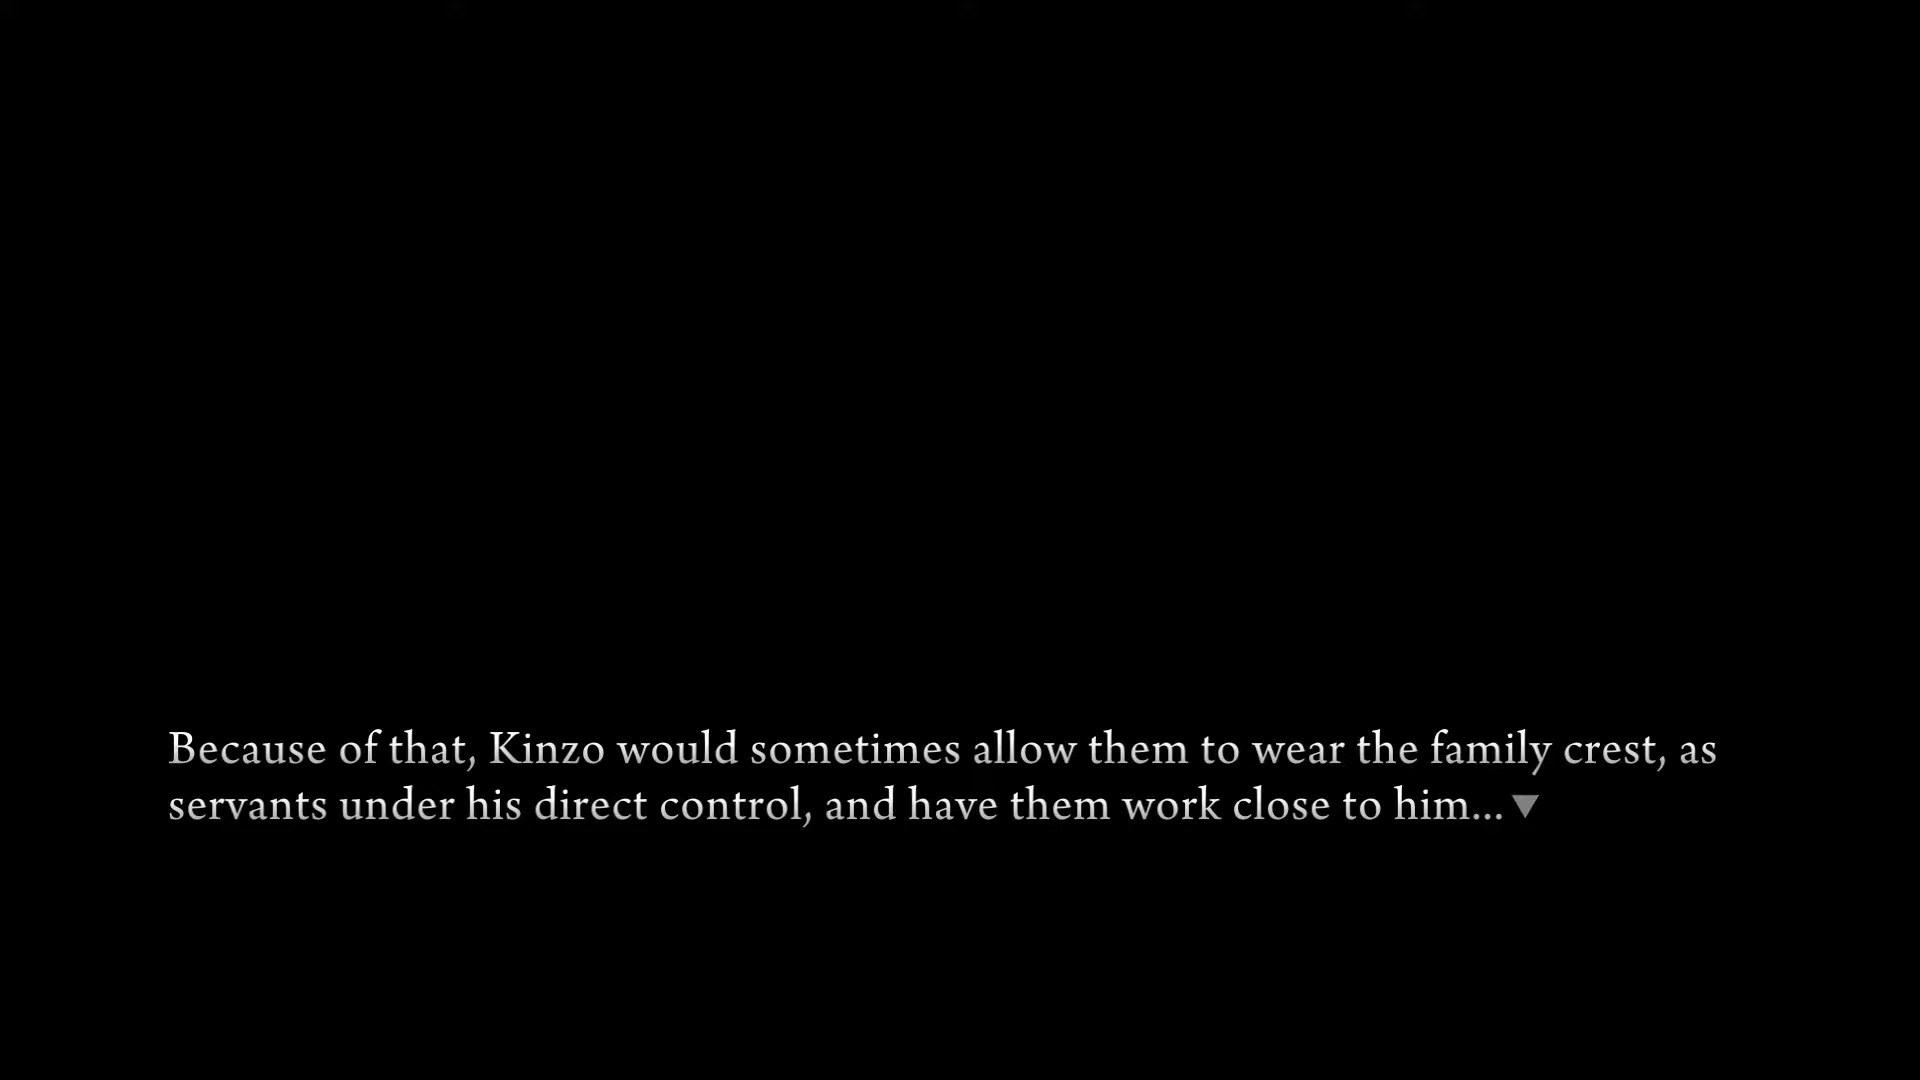 Because of that, Kinzo would sometimes allow them to wear the family crest, as
servants under his direct control, and have them work close to him...